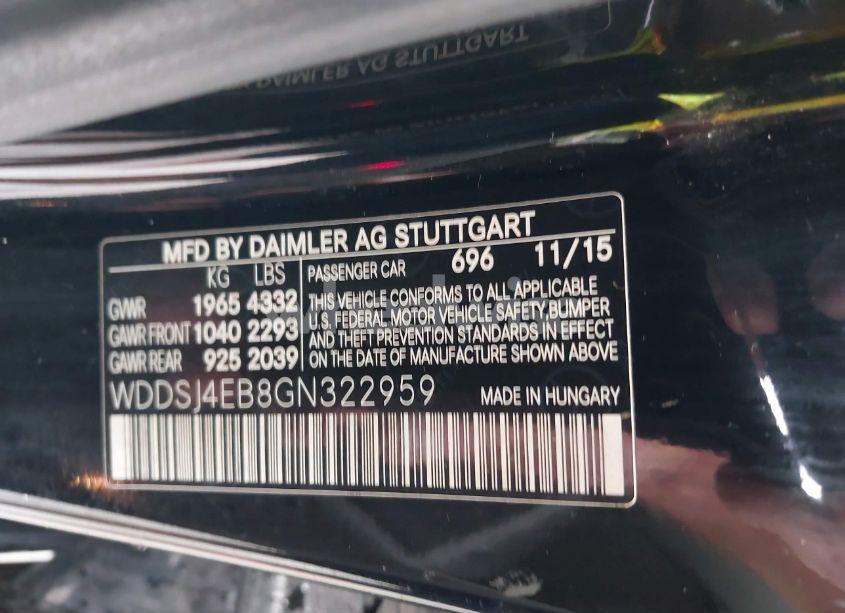 DAIMLER AG STUTTGART
MFD BY DAIMLER AG STUTTGART
KG LBS
GVWR 1965 4332
GAWR FRONT 1040 2293
GAWR REAR 925 2039
PASSENGER CAR 696 11/15
THIS VEHICLE CONFORMS TO ALL APPLICABLE
U.S. FEDERAL MOTOR VEHICLE SAFETY, BUMPER
AND THEFT PREVENTION STANDARDS IN EFFECT
ON THE DATE OF MANUFACTURE SHOWN ABOVE
WDDSJ4EB8GN322959 MADE IN HUNGARY